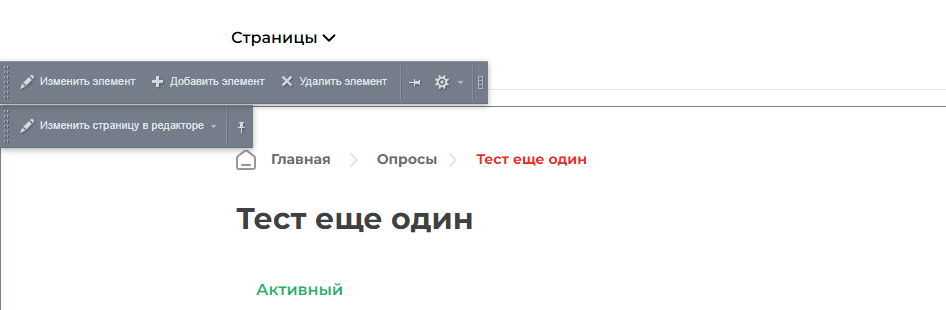 Страницы
Изменить элемент Добавить элемент Удалить элемент
Изменить страницу в редакторе
Главная Опросы Тест еще один
Тест еще один
Активный